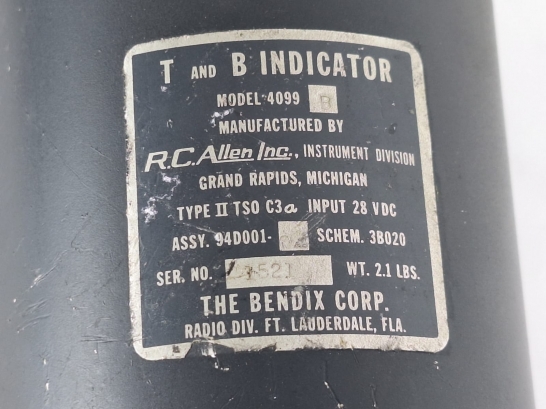 T AND B INDICATOR
MODEL 4099 B
MANUFACTURED BY
R.C. Allen Inc., INSTRUMENT DIVISION
GRAND RAPIDS, MICHIGAN
TYPE II TSO C3a INPUT 28 VDC
ASSY. 94D001- SCHEM. 3B020
SER. NO. WT. 2.1 LBS.
THE BENDIX CORP.
RADIO DIV. FT. LAUDERDALE, FLA.